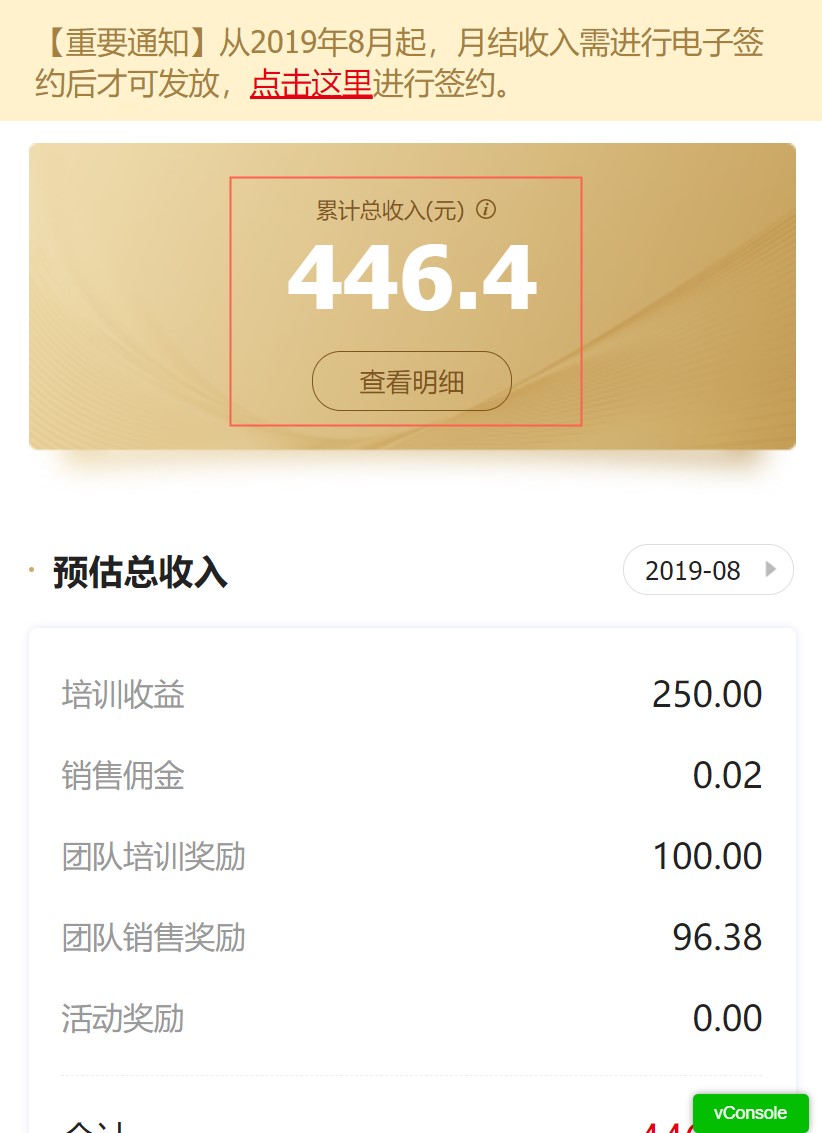 【重要通知】从2019年8月起，月结收入需进行电子签
约后才可发放，点击这里进行签约。
累计总收入(元)
446.4
查看明细
预估总收入 2019-08
培训收益 250.00
销售佣金 0.02
团队培训奖励 100.00
团队销售奖励 96.38
活动奖励 0.00
合计
vConsole